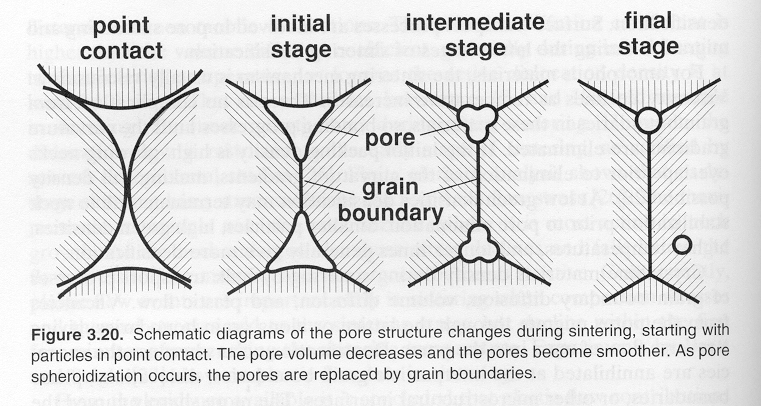 point contact
initial stage
intermediate stage
final stage
pore
grain boundary
Figure 3.20. Schematic diagrams of the pore structure changes during sintering, starting with
particles in point contact. The pore volume decreases and the pores become smoother. As pore
spheroidization occurs, the pores are replaced by grain boundaries.